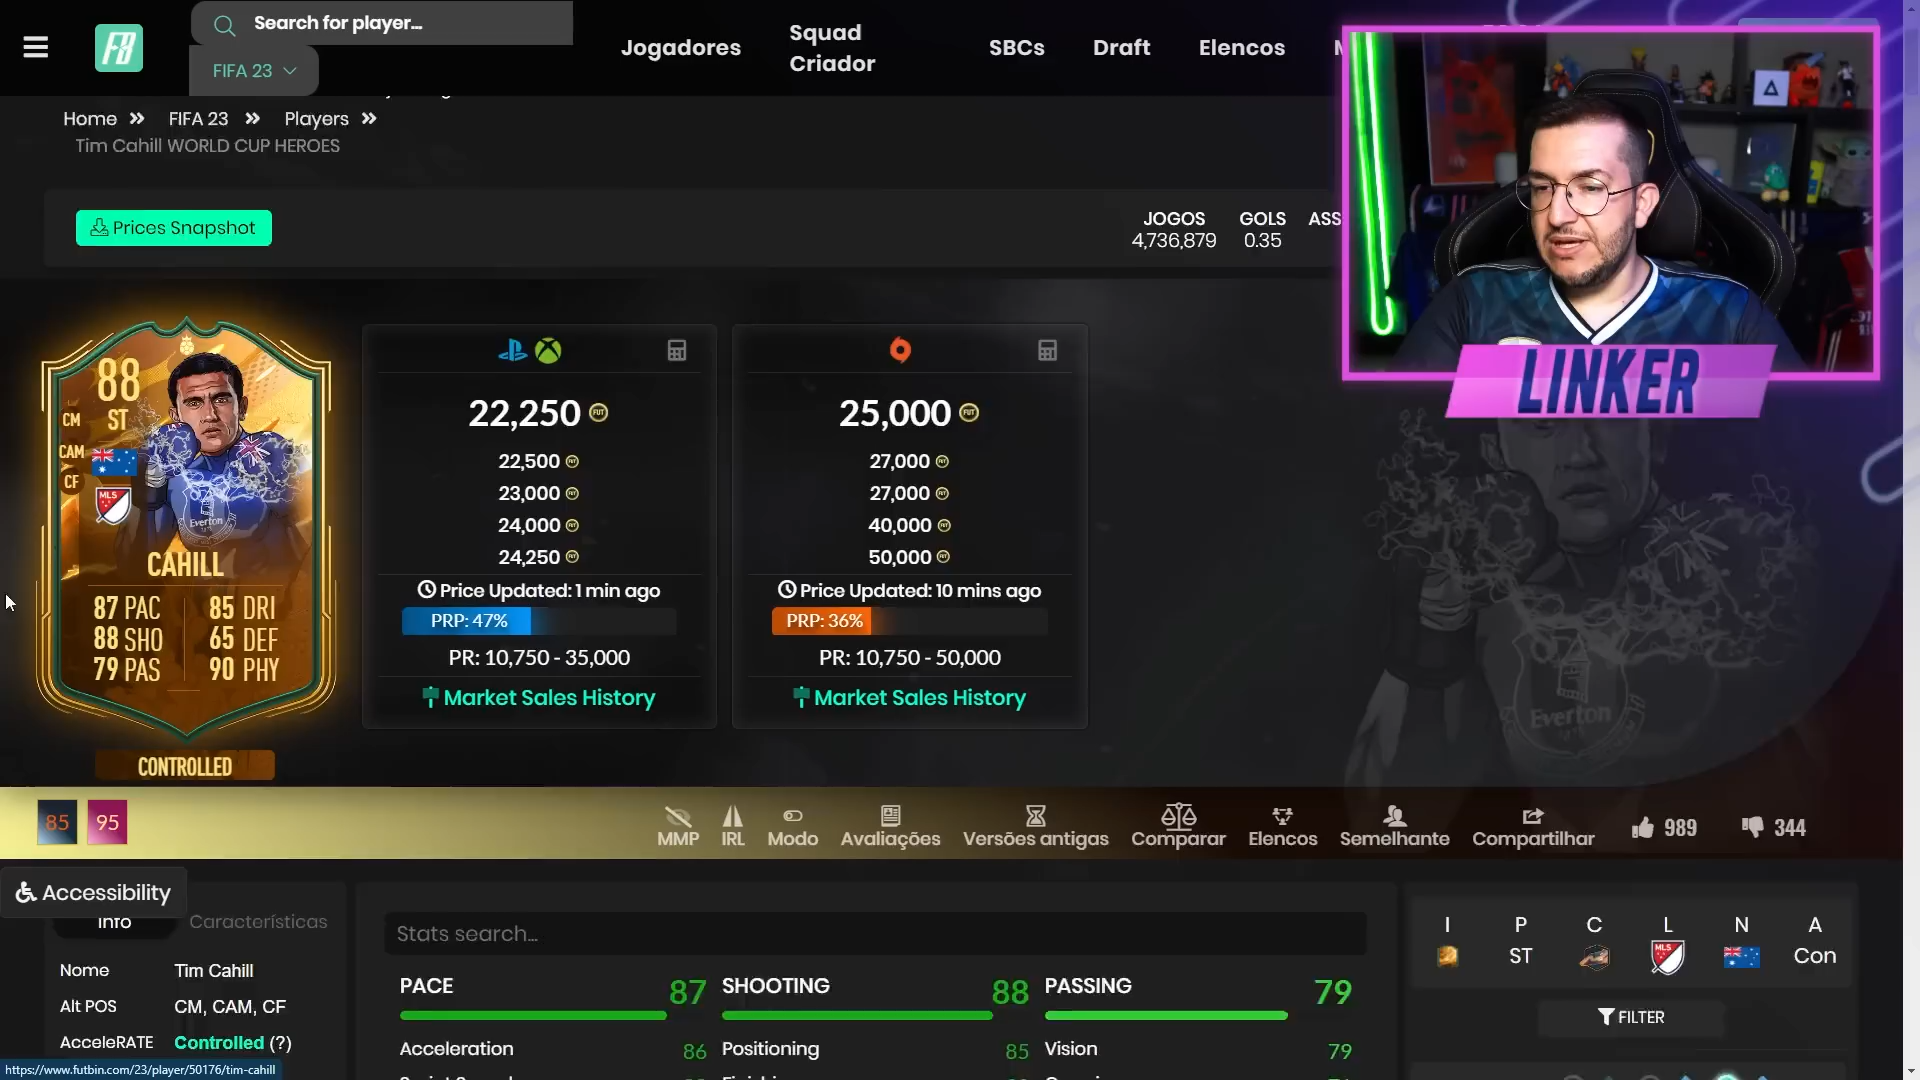 Search for player...
FIFA 23
Jogadores
Squad Criador
SBCs
Draft
Elencos
Home » FIFA 23 » Players »
Tim Cahill WORLD CUP HEROES
Prices Snapshot
JOGOS
4,736,879
GOLS
0.35
ASS
LINKER
88
ST
CM
CAM
CF
MLS
Everton
CAHILL
87 PAC
88 SHO
79 PAS
85 DRI
65 DEF
90 PHY
CONTROLLED
22,250
22,500
23,000
24,000
24,250
Price Updated: 1 min ago
PRP: 47%
PR: 10,750 - 35,000
Market Sales History
25,000
27,000
27,000
40,000
50,000
Price Updated: 10 mins ago
PRP: 36%
PR: 10,750 - 50,000
Market Sales History
Everton
85
95
MMP
IRL
Modo
Avaliações
Versões antigas
Comparar
Elencos
Semelhante
Compartilhar
989
344
Accessibility
Info
Características
Nome Tim Cahill
Alt POS CM, CAM, CF
AcceleRATE Controlled (?)
https://www.futbin.com/23/player/50176/tim-cahill
Stats search...
PACE 87
Acceleration 86
SHOOTING 88
Positioning 85
PASSING 79
Vision 79
I P C L N A
ST MLS Con
FILTER